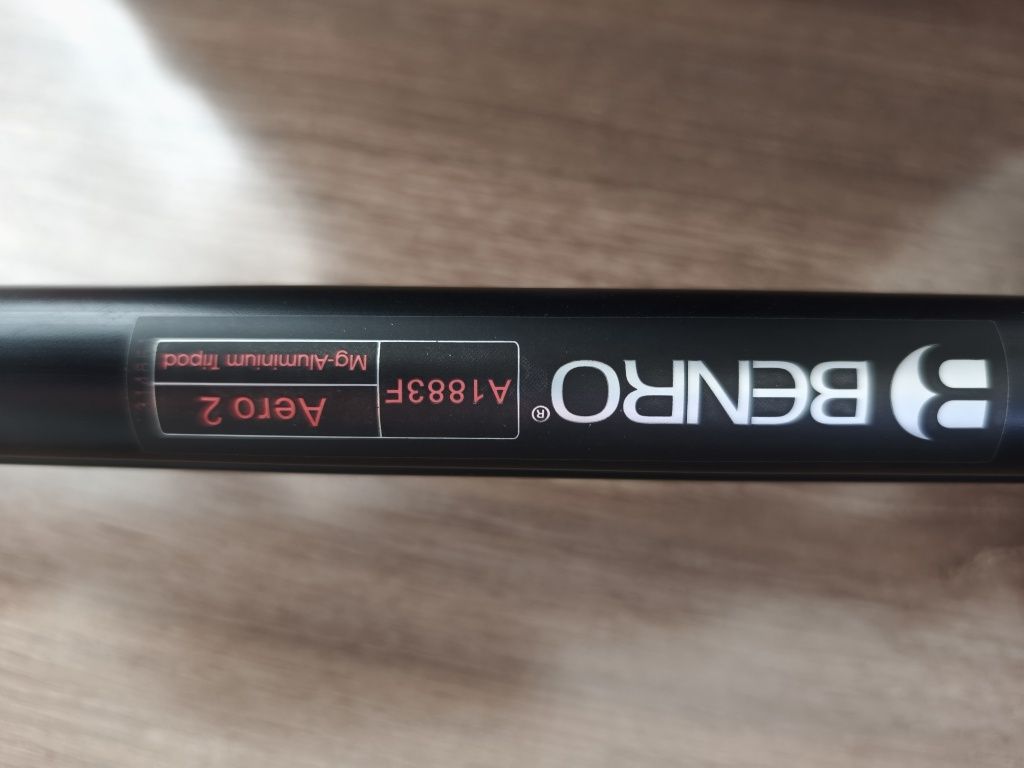 BENRO®
A1883F
Aero 2
Mg-Aluminium Tripod